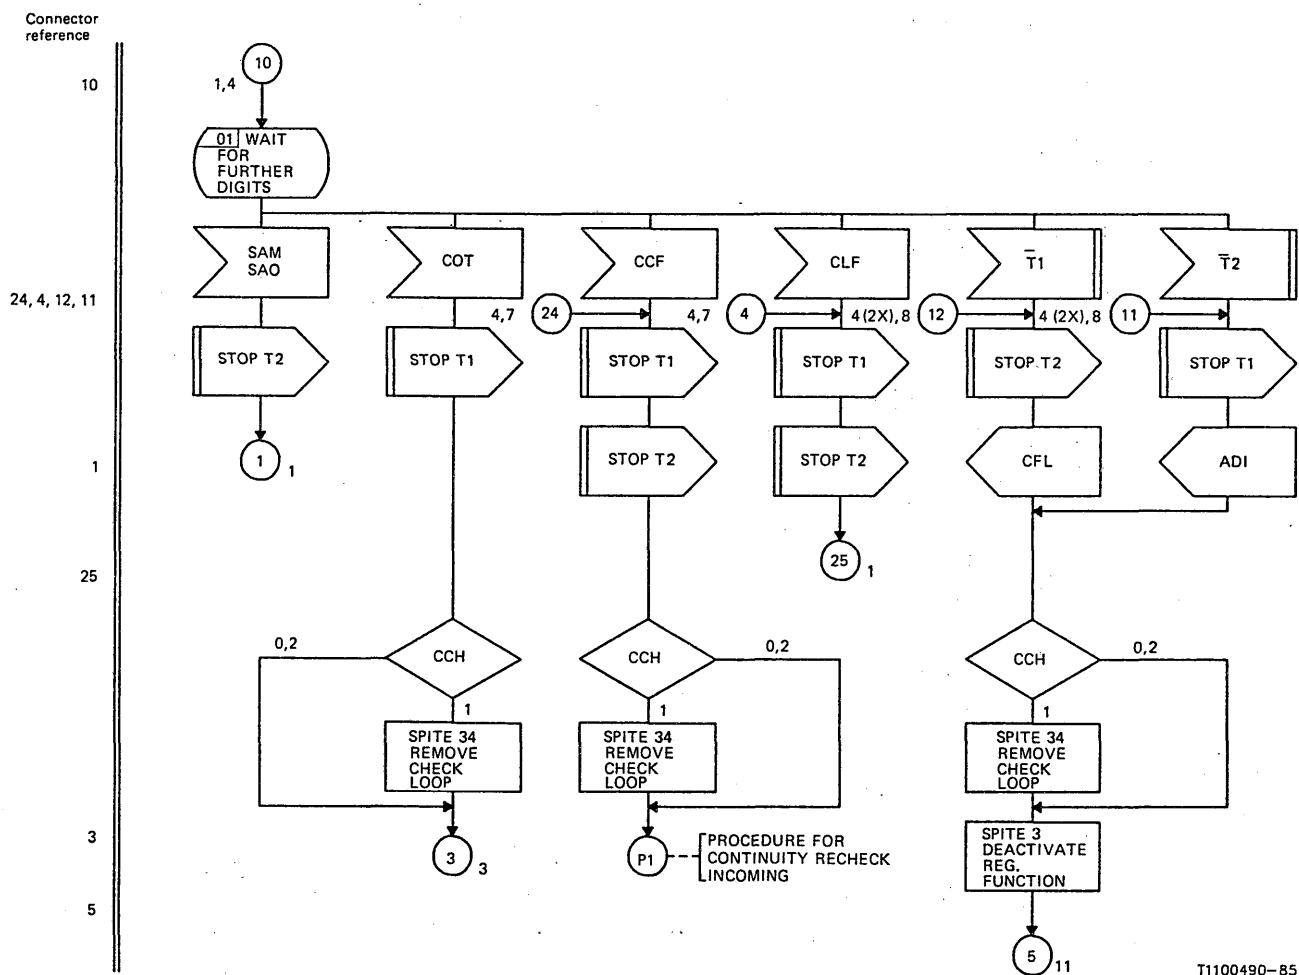 Connector
reference
10
10
1,4
01 WAIT
FOR
FURTHER
DIGITS
SAM
SAO
COT
CCF
CLF
T̅1
T̅2
24, 4, 12, 11
4,7
24
4,7
4
4 (2X), 8
12
4 (2X), 8
11
STOP T2
STOP T1
STOP T1
STOP T1
STOP T2
STOP T1
1
1
1
STOP T2
STOP T2
CFL
ADI
25
25
1
0,2
CCH
CCH
0,2
CCH
0,2
1
1
1
SPITE 34
REMOVE
CHECK
LOOP
SPITE 34
REMOVE
CHECK
LOOP
SPITE 34
REMOVE
CHECK
LOOP
3
3
3
P1
PROCEDURE FOR
CONTINUITY RECHECK
INCOMING
SPITE 3
DEACTIVATE
REG.
FUNCTION
5
5
11
T1100490-85